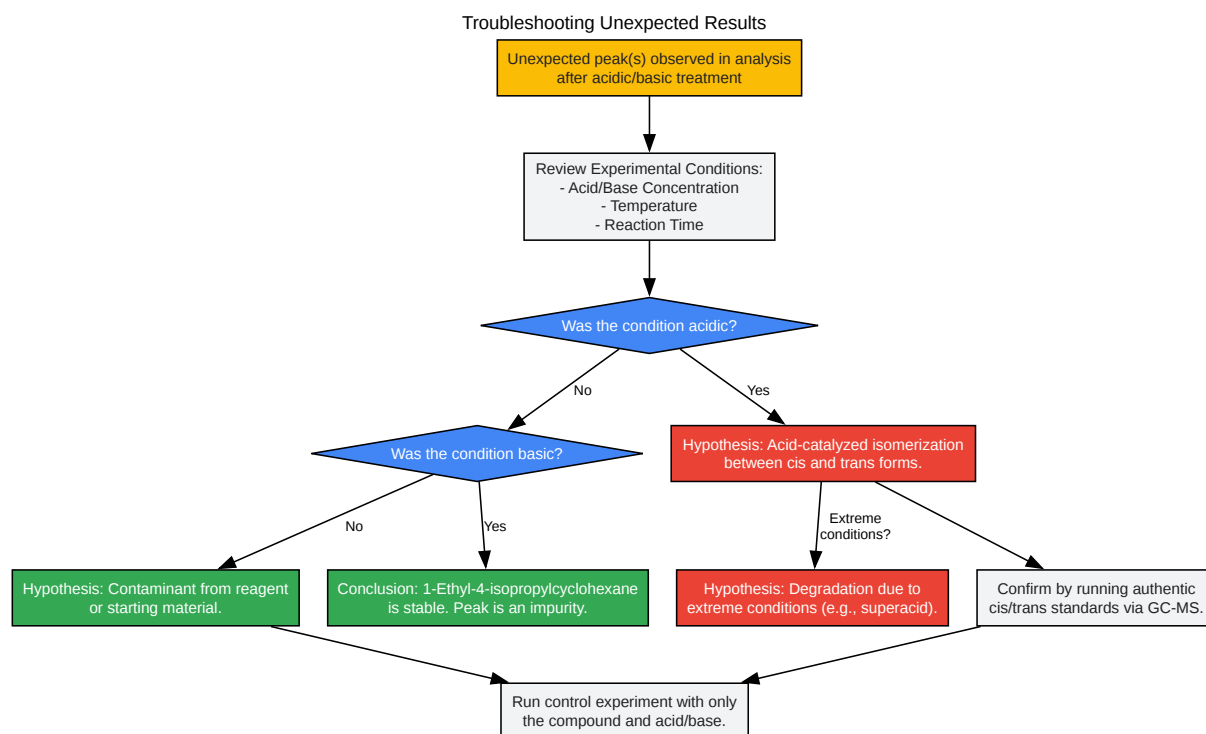 Troubleshooting Unexpected Results
Unexpected peak(s) observed in analysis
after acidic/basic treatment
Review Experimental Conditions:
- Acid/Base Concentration
- Temperature
- Reaction Time
Was the condition acidic?
No
Yes
Was the condition basic?
Hypothesis: Acid-catalyzed isomerization
between cis and trans forms.
No
Yes
Extreme
conditions?
Hypothesis: Contaminant from reagent
or starting material.
Conclusion: 1-Ethyl-4-isopropylcyclohexane
is stable. Peak is an impurity.
Hypothesis: Degradation due to
extreme conditions (e.g., superacid).
Confirm by running authentic
cis/trans standards via GC-MS.
Run control experiment with only
the compound and acid/base.